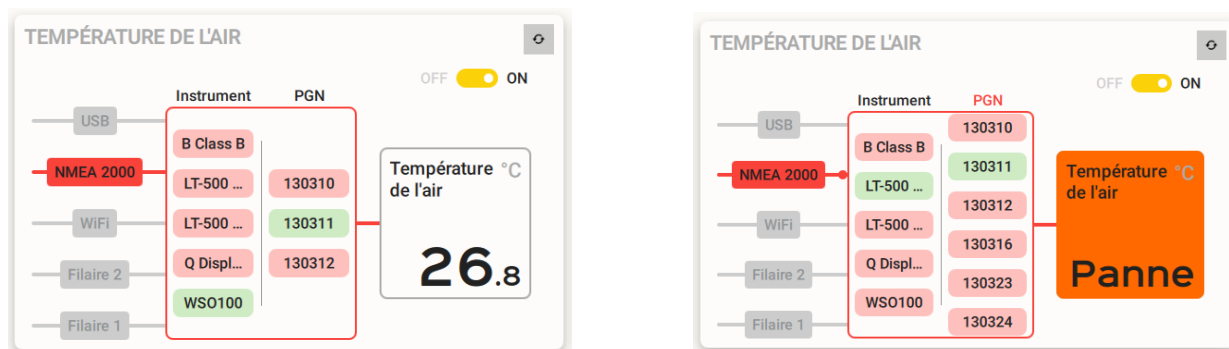 TEMPÉRATURE DE L'AIR
OFF ON
Instrument PGN
USB
B Class B
NMEA 2000
LT-500 ... 130310
WiFi
LT-500 ... 130311
Filaire 2
Q Displ... 130312
WSO100
Filaire 1
Température °C
de l'air
26.8
TEMPÉRATURE DE L'AIR
OFF ON
Instrument PGN
USB
130310
B Class B
NMEA 2000
130311
LT-500 ...
130312
WiFi
LT-500 ...
130316
Filaire 2
Q Displ...
130323
WSO100
Filaire 1
130324
Température °C
de l'air
Panne